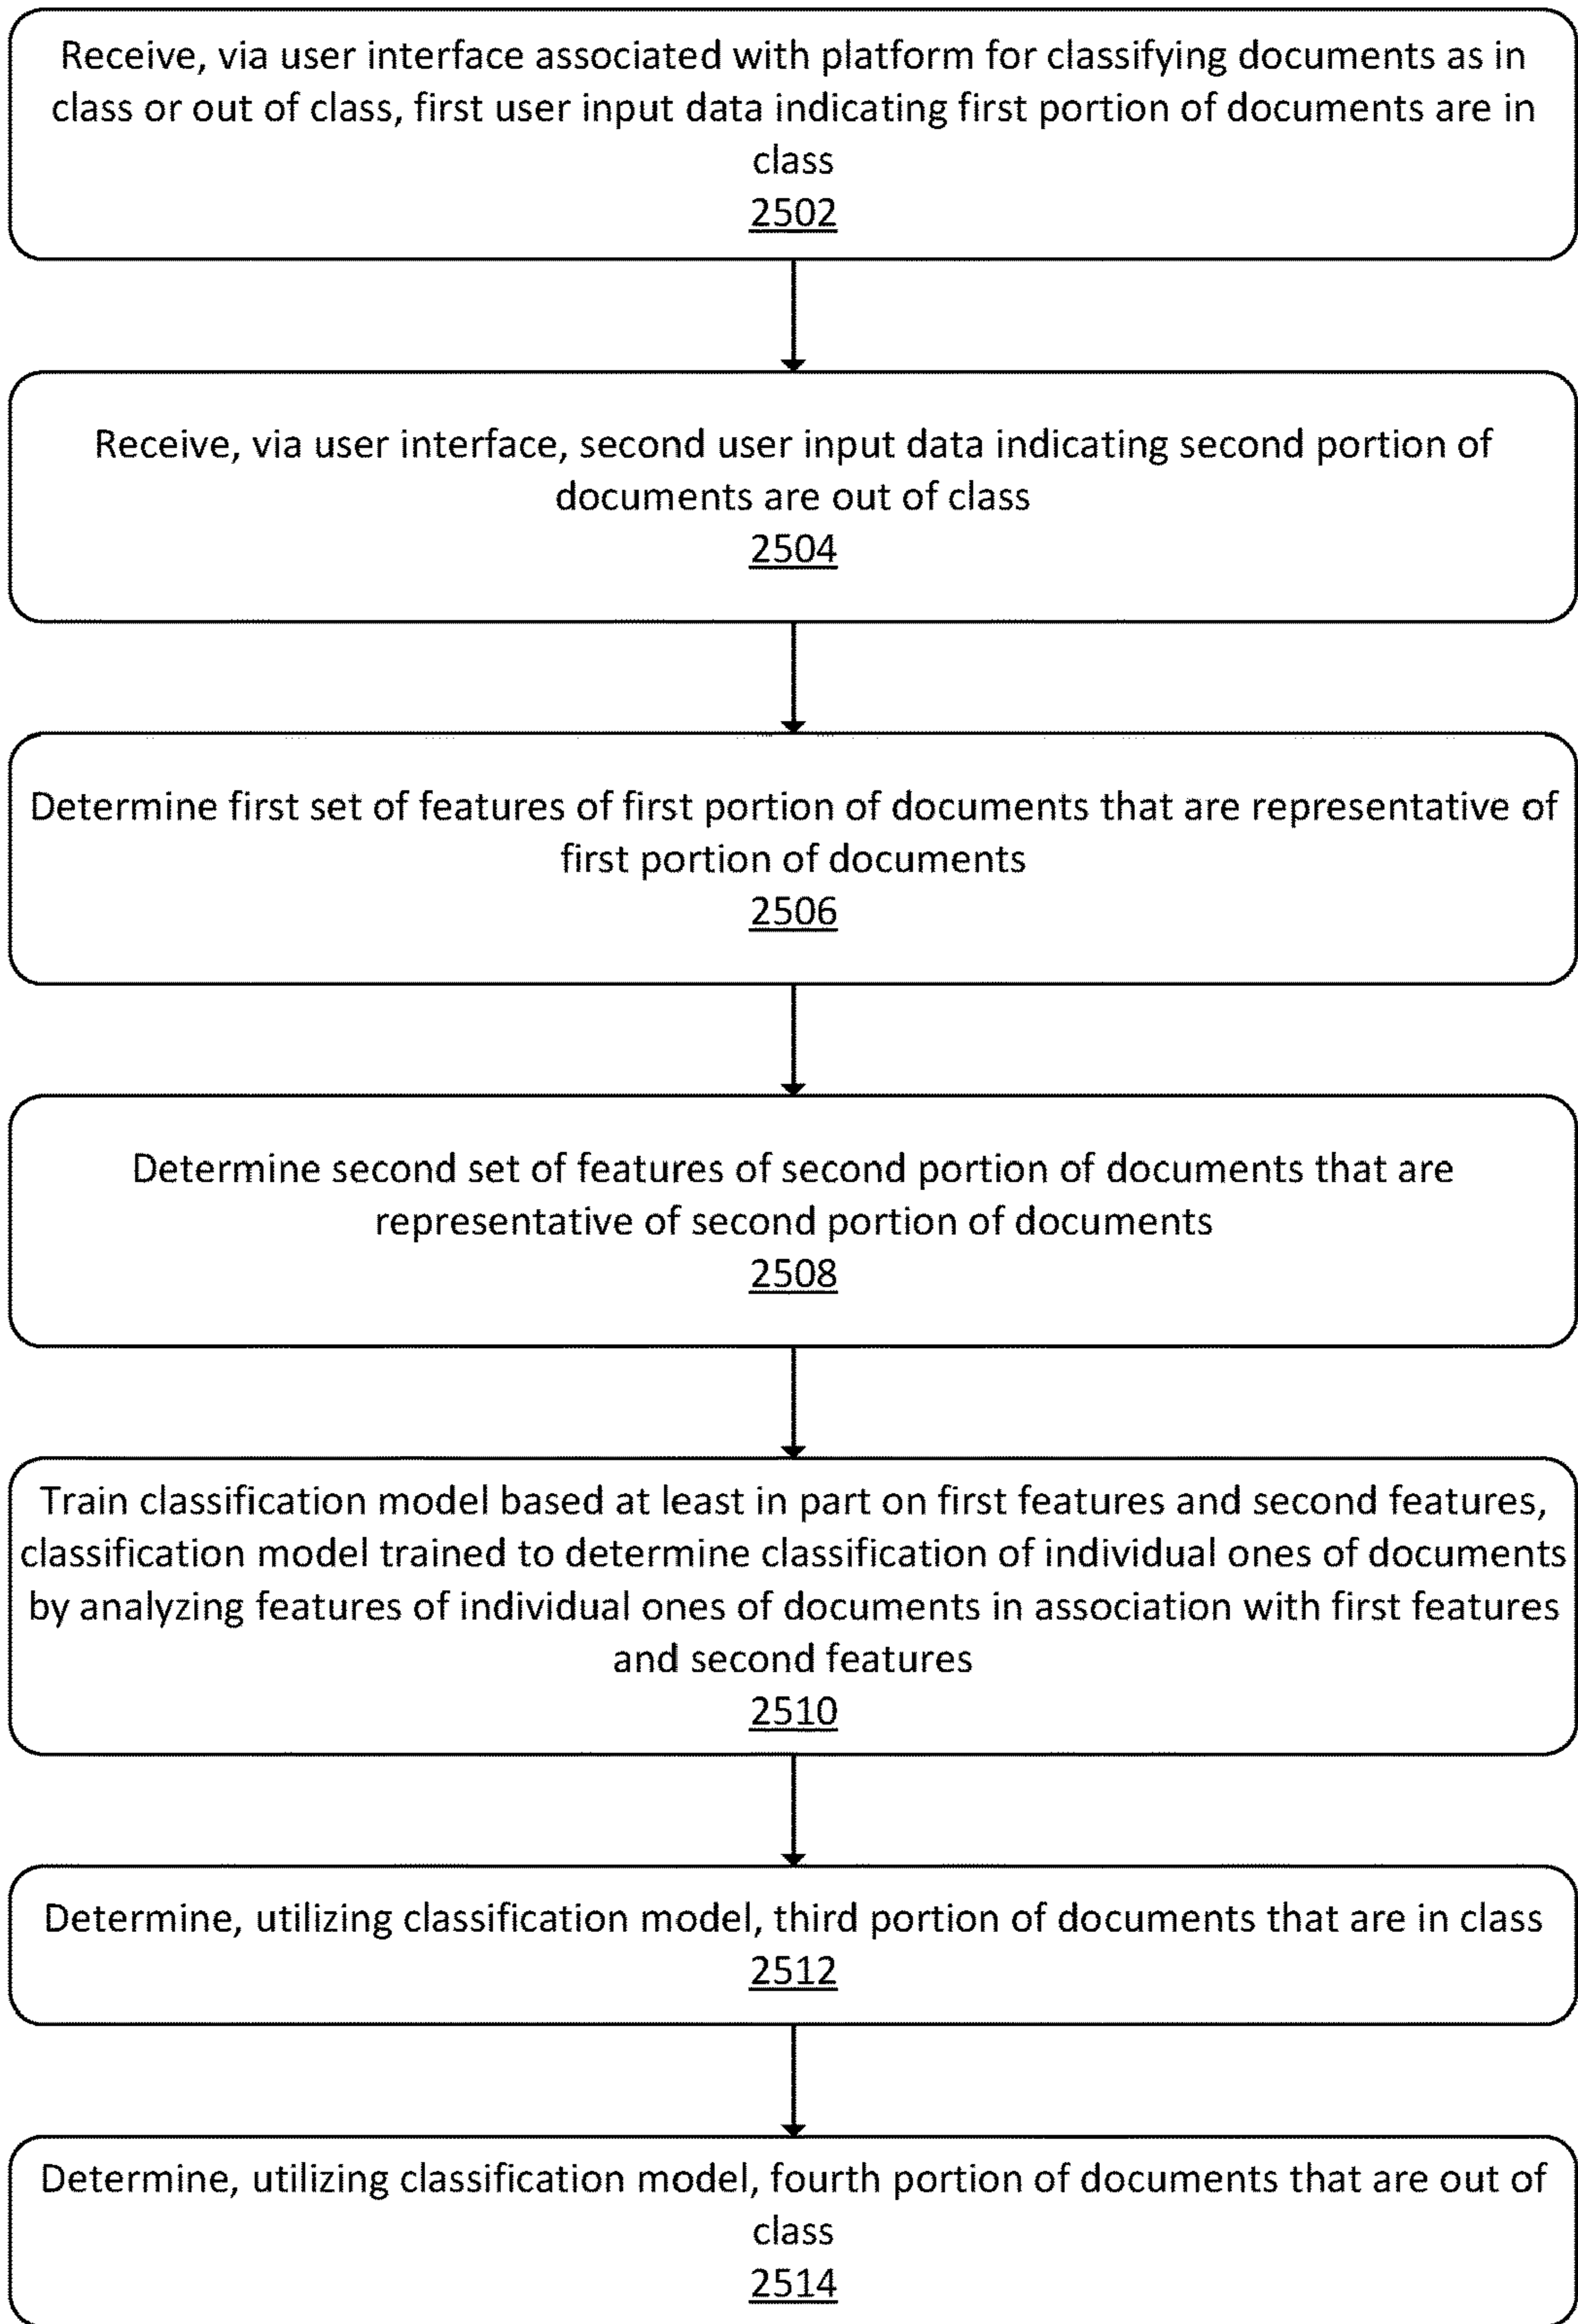 Receive, via user interface associated with platform for classifying documents as in
class or out of class, first user input data indicating first portion of documents are in
class
2502
Receive, via user interface, second user input data indicating second portion of
documents are out of class
2504
Determine first set of features of first portion of documents that are representative of
first portion of documents
2506
Determine second set of features of second portion of documents that are
representative of second portion of documents
2508
Train classification model based at least in part on first features and second features,
classification model trained to determine classification of individual ones of documents
by analyzing features of individual ones of documents in association with first features
and second features
2510
Determine, utilizing classification model, third portion of documents that are in class
2512
Determine, utilizing classification model, fourth portion of documents that are out of
class
2514